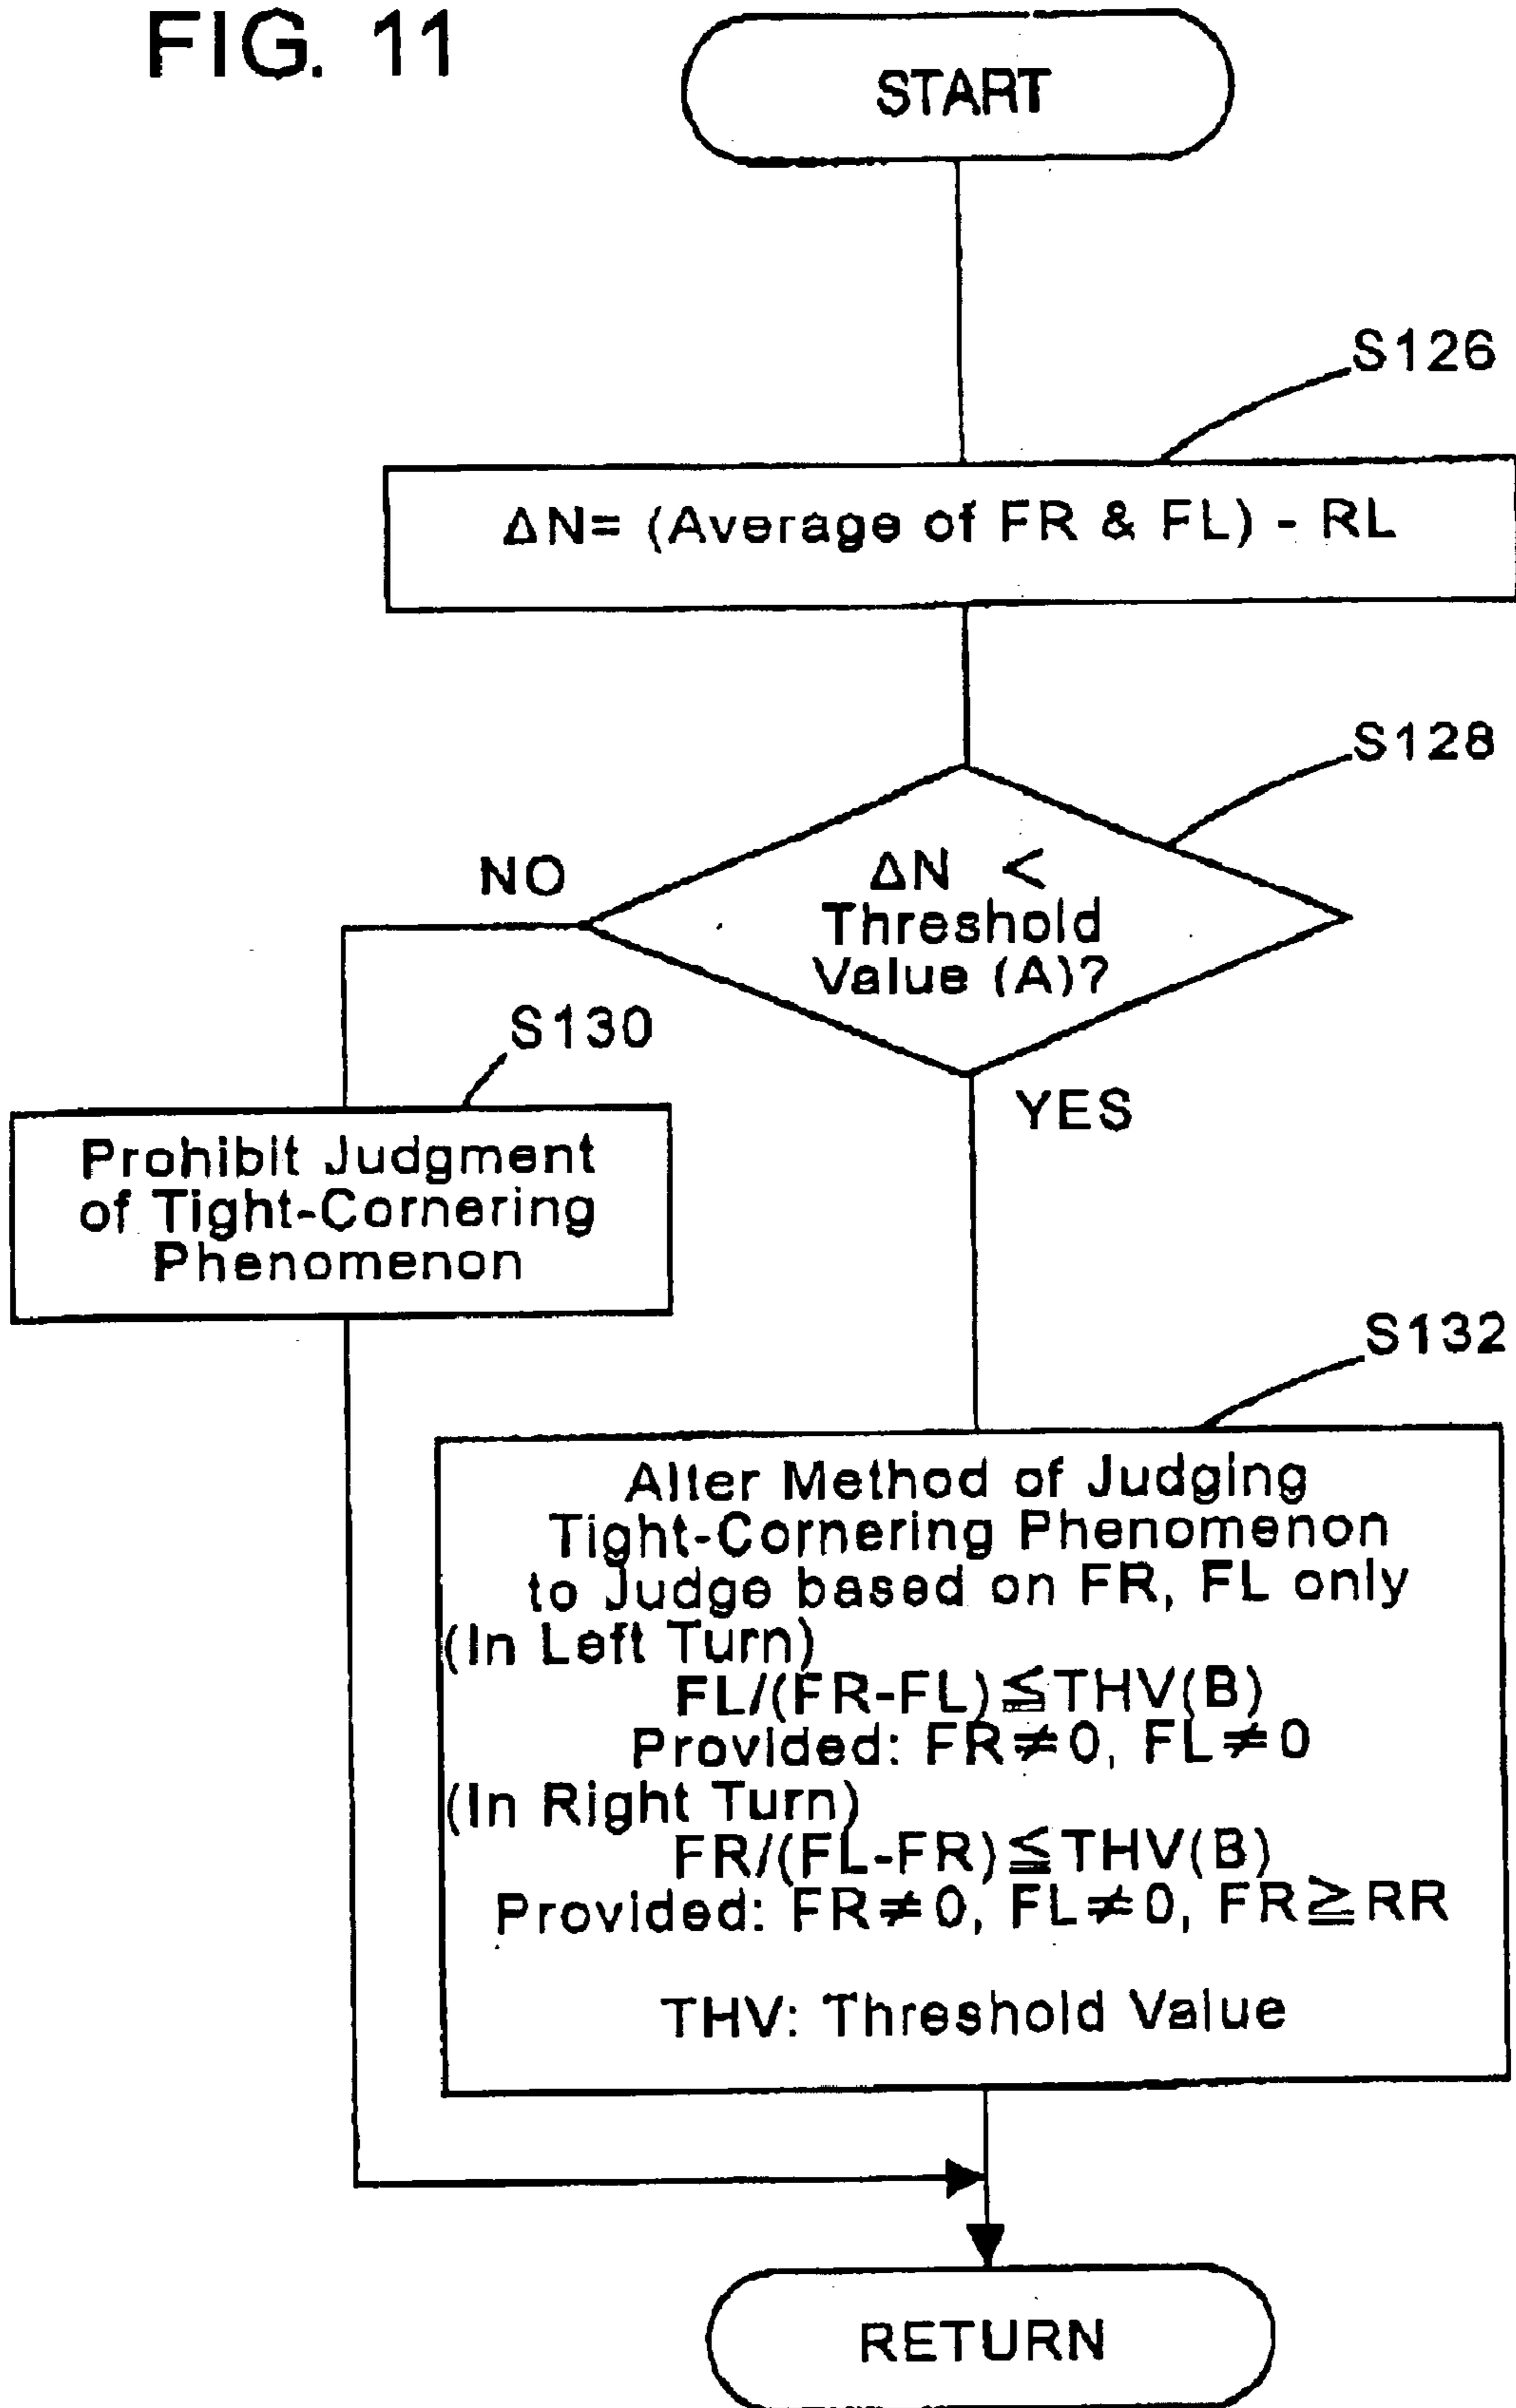 FIG. 11
START
S126
ΔN= (Average of FR & FL) - RL
S128
ΔN <
Threshold
Value (A)?
NO
YES
S130
Prohibit Judgment
of Tight-Cornering
Phenomenon
S132
Alter Method of Judging
Tight-Cornering Phenomenon
to Judge based on FR, FL only
(In Left Turn)
FL/(FR-FL)≦THV(B)
Provided: FR≠0, FL≠0
(In Right Turn)
FR/(FL-FR)≦THV(B)
Provided: FR≠0, FL≠0, FR≧RR
THV: Threshold Value
RETURN